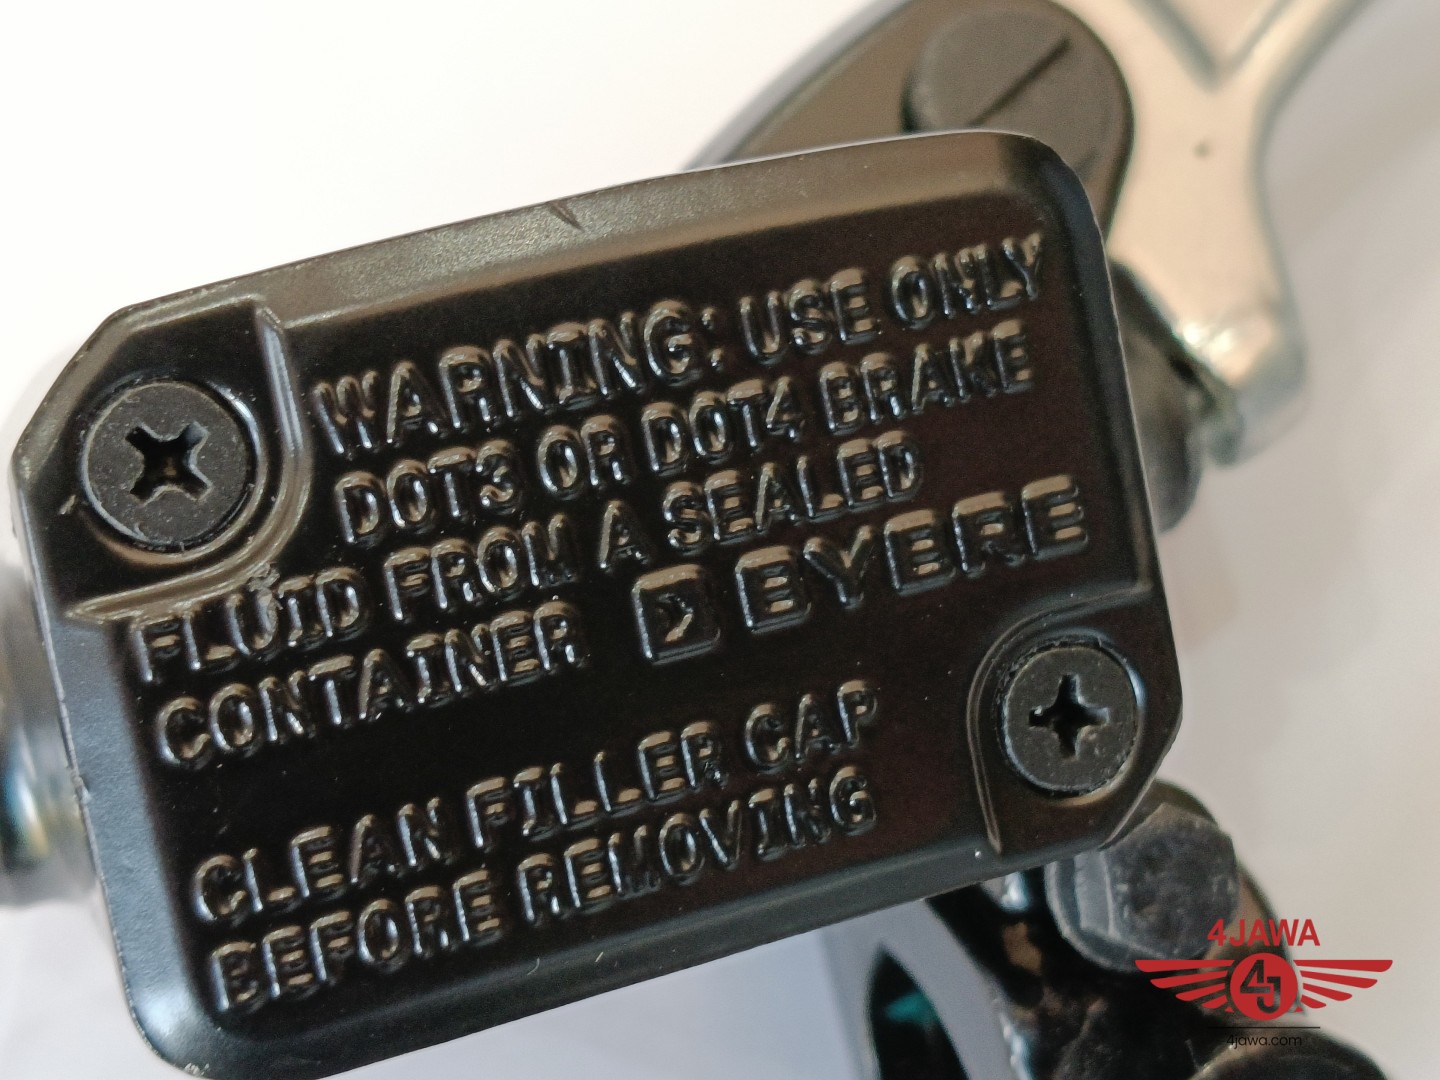 WARNING: USE ONLY
DOT3 OR DOT4 BRAKE
FLUID FROM A SEALED
CONTAINER BYBRE
CLEAN FILLER CAP
BEFORE REMOVING
4JAWA
4J
4jawa.com